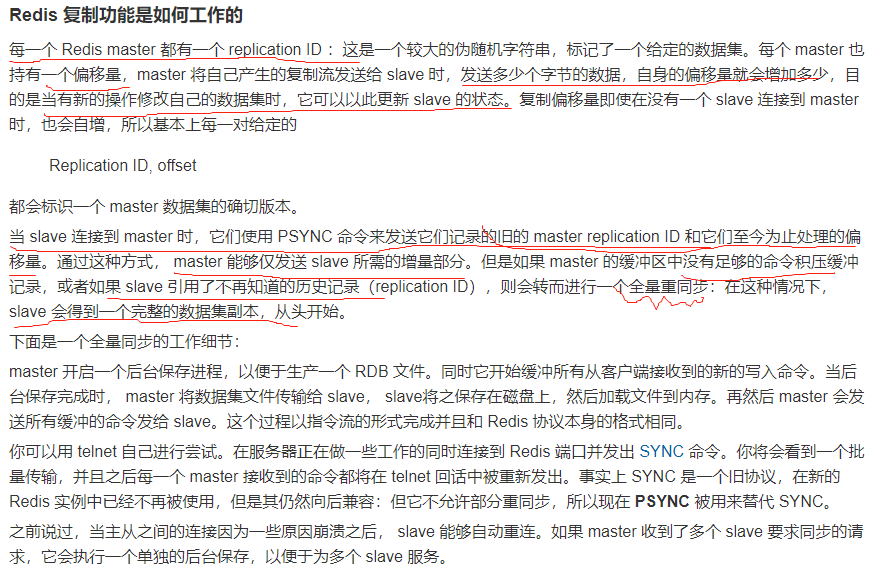 Redis 复制功能是如何工作的
每一个 Redis master 都有一个 replication ID ：这是一个较大的伪随机字符串，标记了一个给定的数据集。每个 master 也
持有一个偏移量，master 将自己产生的复制流发送给 slave 时，发送多少个字节的数据，自身的偏移量就会增加多少，目
的是当有新的操作修改自己的数据集时，它可以以此更新 slave 的状态。复制偏移量即使在没有一个 slave 连接到 master
时，也会自增，所以基本上每一对给定的
Replication ID, offset
都会标识一个 master 数据集的确切版本。
当 slave 连接到 master 时，它们使用 PSYNC 命令来发送它们记录的旧的 master replication ID 和它们至今为止处理的偏
移量。通过这种方式， master 能够仅发送 slave 所需的增量部分。但是如果 master 的缓冲区中没有足够的命令积压缓冲
记录，或者如果 slave 引用了不再知道的历史记录（replication ID），则会转而进行一个全量重同步：在这种情况下，
slave 会得到一个完整的数据集副本，从头开始。
下面是一个全量同步的工作细节：
master 开启一个后台保存进程，以便于生产一个 RDB 文件。同时它开始缓冲所有从客户端接收到的新的写入命令。当后
台保存完成时， master 将数据集文件传输给 slave， slave将之保存在磁盘上，然后加载文件到内存。再然后 master 会发
送所有缓冲的命令发给 slave。这个过程以指令流的形式完成并且和 Redis 协议本身的格式相同。
你可以用 telnet 自己进行尝试。在服务器正在做一些工作的同时连接到 Redis 端口并发出 SYNC 命令。你将会看到一个批
量传输，并且之后每一个 master 接收到的命令都将在 telnet 回话中被重新发出。事实上 SYNC 是一个旧协议，在新的
Redis 实例中已经不再被使用，但是其仍然向后兼容：但它不允许部分重同步，所以现在 PSYNC 被用来替代 SYNC。
之前说过，当主从之间的连接因为一些原因崩溃之后， slave 能够自动重连。如果 master 收到了多个 slave 要求同步的请
求，它会执行一个单独的后台保存，以便于为多个 slave 服务。